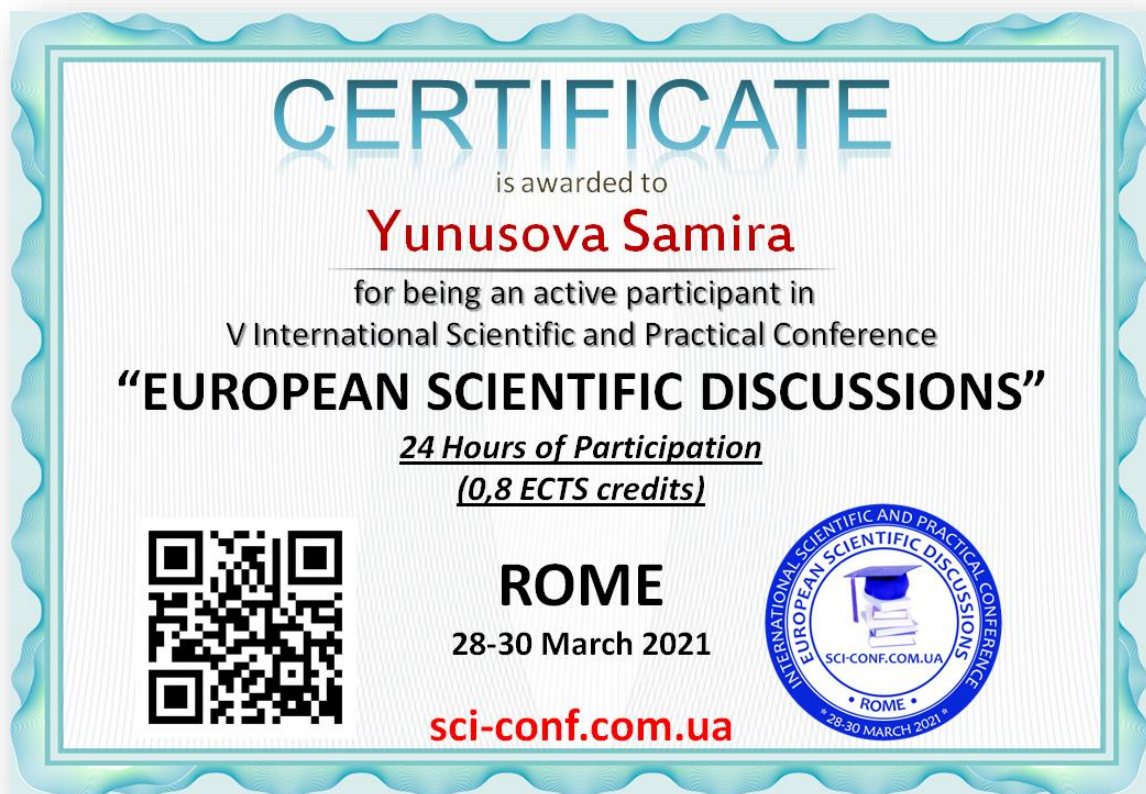 CERTIFICATE
is awarded to
Yunusova Samira
for being an active participant in
V International Scientific and Practical Conference
“EUROPEAN SCIENTIFIC DISCUSSIONS”
24 Hours of Participation
(0,8 ECTS credits)
ROME
28-30 March 2021
sci-conf.com.ua
INTERNATIONAL SCIENTIFIC AND PRACTICAL CONFERENCE
EUROPEAN SCIENTIFIC DISCUSSIONS
SCI-CONF.COM.UA
• ROME •
* 28-30 MARCH 2021 *